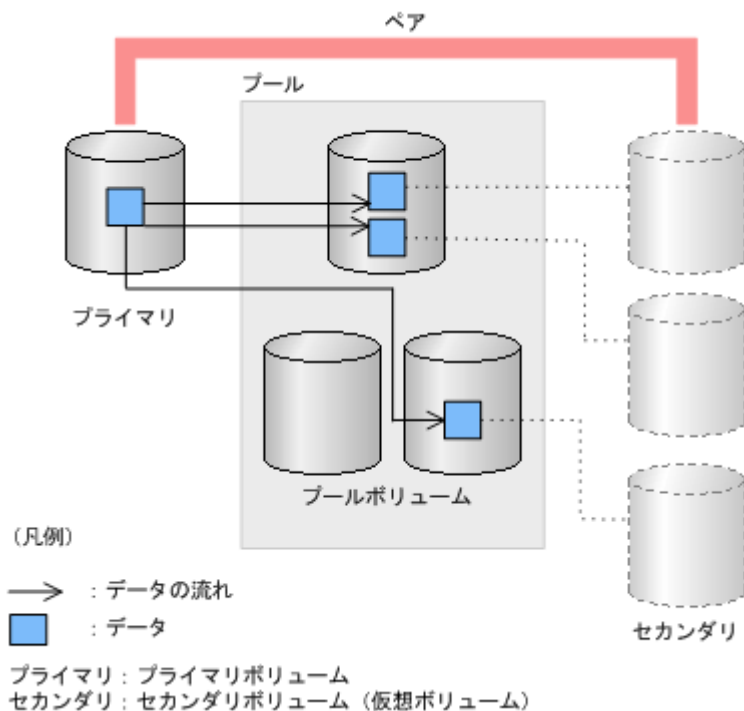 ペア
プール
プライマリ
プールボリューム
(凡例)
:データの流れ
:データ
セカンダリ
プライマリ:プライマリボリューム
セカンダリ:セカンダリボリューム(仮想ボリューム)